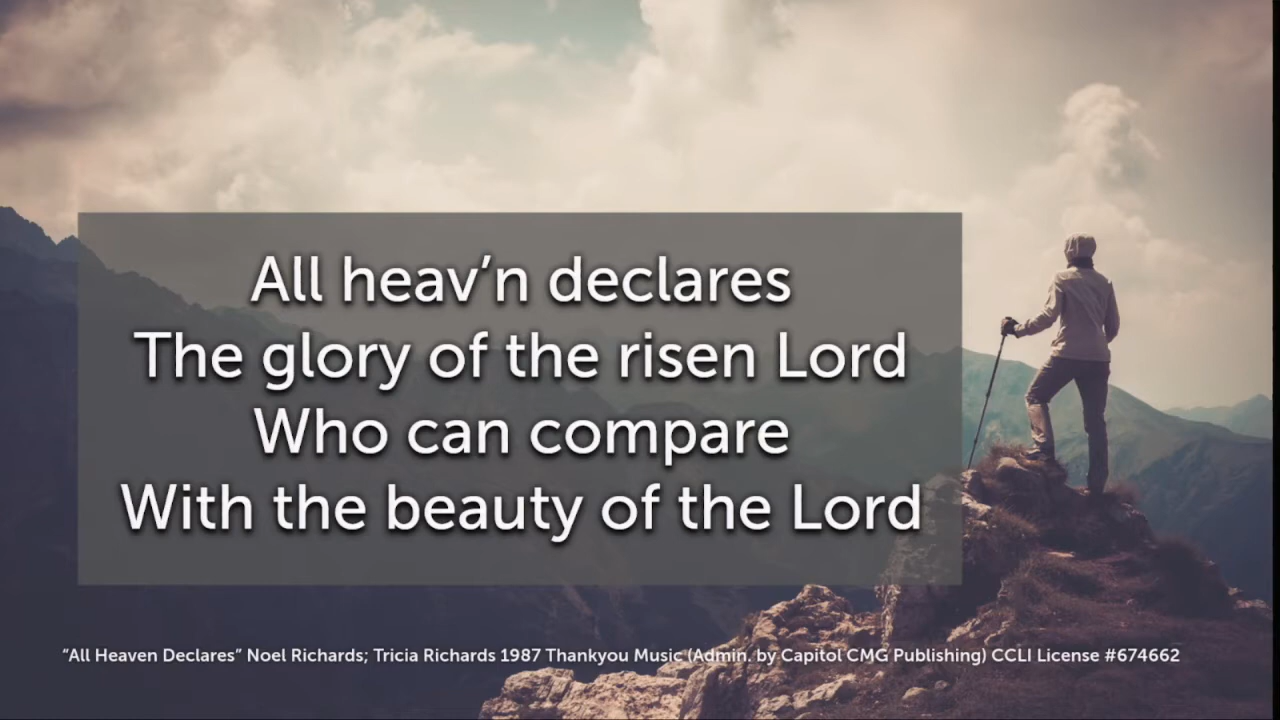 All heav’n declares
The glory of the risen Lord
Who can compare
With the beauty of the Lord
“All Heaven Declares” Noel Richards; Tricia Richards 1987 Thankyou Music (Admin. by Capitol CMG Publishing) CCLI License #674662